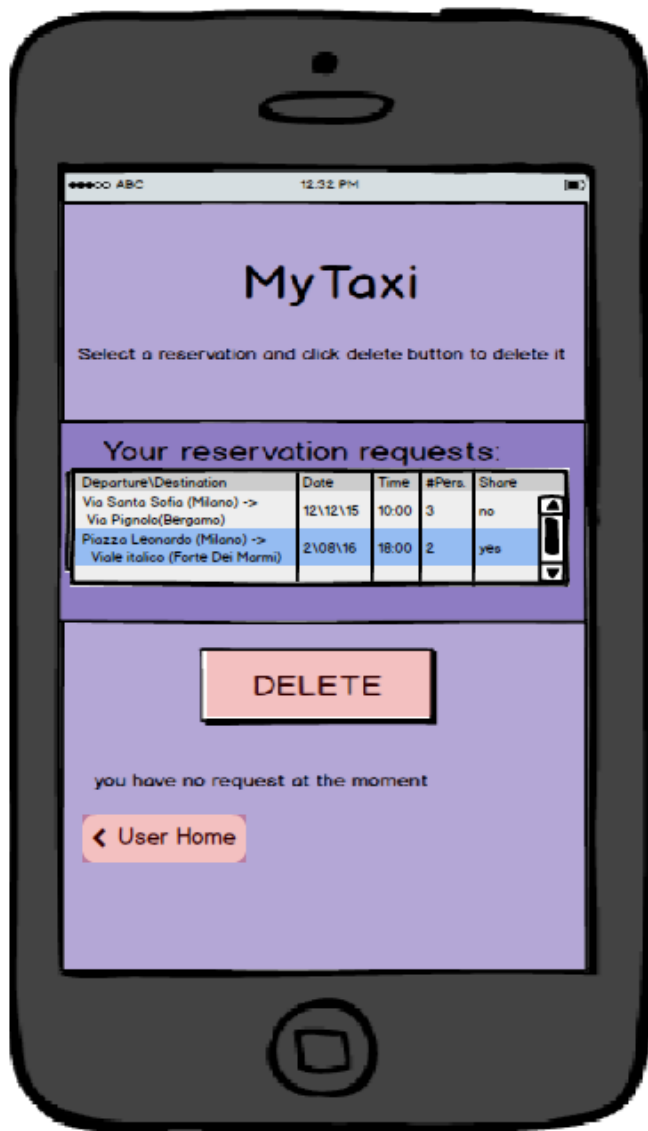 ABC 12:32 PM
MyTaxi
Select a reservation and click delete button to delete it
Your reservation requests:
Departure\Destination Date Time #Pers. Share
Via Santa Sofia (Milano) ->
Via Pignolo(Bergamo) 12\12\15 10:00 3 no
Piazza Leonardo (Milano) ->
Viale italico (Forte Dei Marmi) 2\08\16 18:00 2 yes
DELETE
you have no request at the moment
User Home